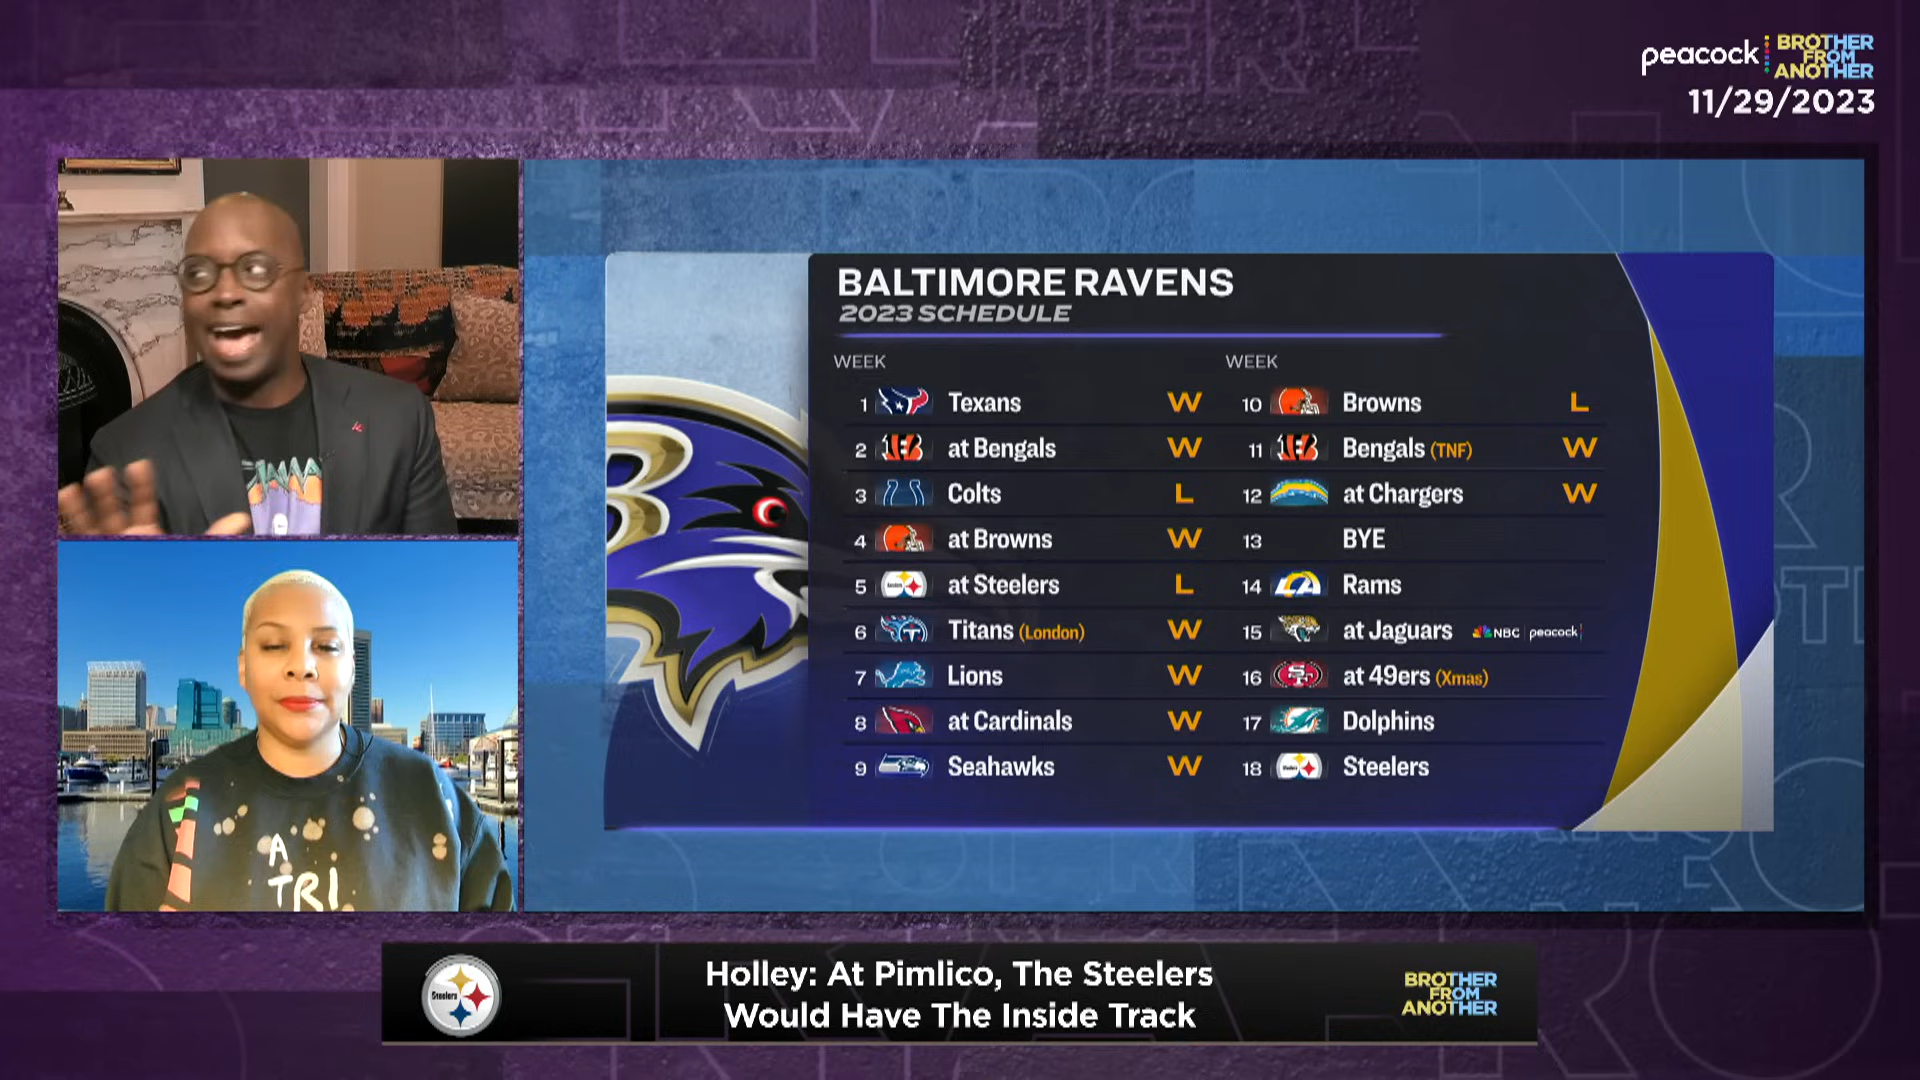 peacock
BROTHER
FROM
ANOTHER
11/29/2023
BALTIMORE RAVENS
2023 SCHEDULE
WEEK
1 Texans W
2 at Bengals W
3 Colts L
4 at Browns W
5 at Steelers L
6 Titans (London) W
7 Lions W
8 at Cardinals W
9 Seahawks W
WEEK
10 Browns L
11 Bengals (TNF) W
12 at Chargers W
13 BYE
14 Rams
15 at Jaguars NBC peacock
16 at 49ers (Xmas)
17 Dolphins
18 Steelers
A
TRI
Steelers
Holley: At Pimlico, The Steelers
Would Have The Inside Track
BROTHER
FROM
ANOTHER